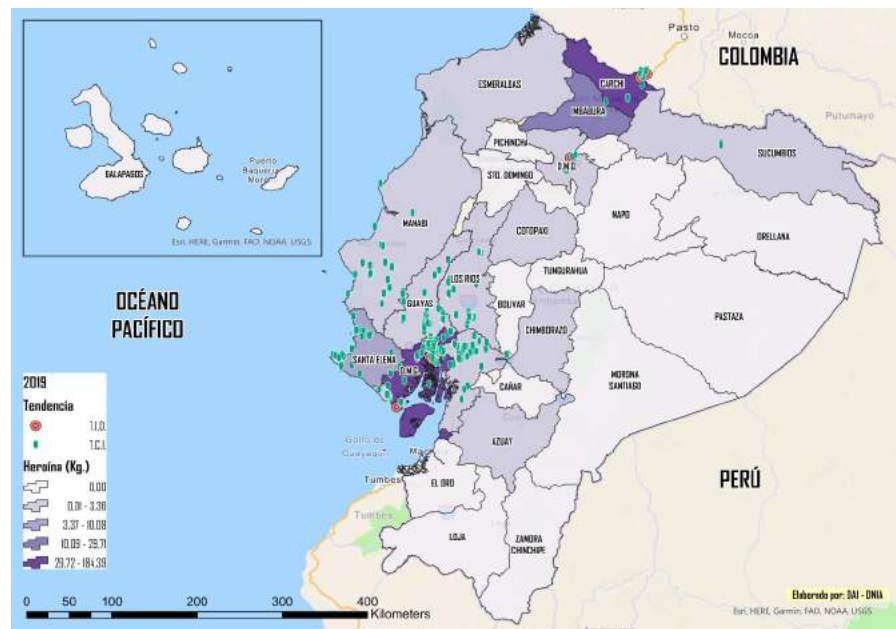 Pasto
Mocoa
COLOMBIA
ESMERALDAS
CARCHI
IMBABURA
Putumayo
PICHINCHA
SUCUMBIOS
D.M.Q.
STO. DOMINGO
Puerto
Baquerizo
More
GALAPAGOS
Esri, HERE, Garmin, FAO, NOAA, USGS
NAPO
MANABI
COTOPAXI
ORELLANA
TUNGURAHUA
LOS RIOS
GUAYAS
BOLIVAR
OCÉANO
PACÍFICO
PASTAZA
CHIMBORAZO
SANTA ELENA
D.M.G.
MORONA
SANTIAGO
CAÑAR
2019
Tendencia
T.I.D.
T.C.I.
Heroína (Kg.)
0,00
0,01 - 3,36
3,37 - 10,08
10,09 - 29,71
29,72 - 184,39
AZUAY
Golfo de
Guayaquil
Tumbes
EL ORO
PERÚ
Tumbes
LOJA
ZAMORA
CHINCHIPE
Elaborado por: DAI - DNIA
0 50 100 200 300 400
Kilometers
Esri, HERE, Garmin, FAO, NOAA, USGS